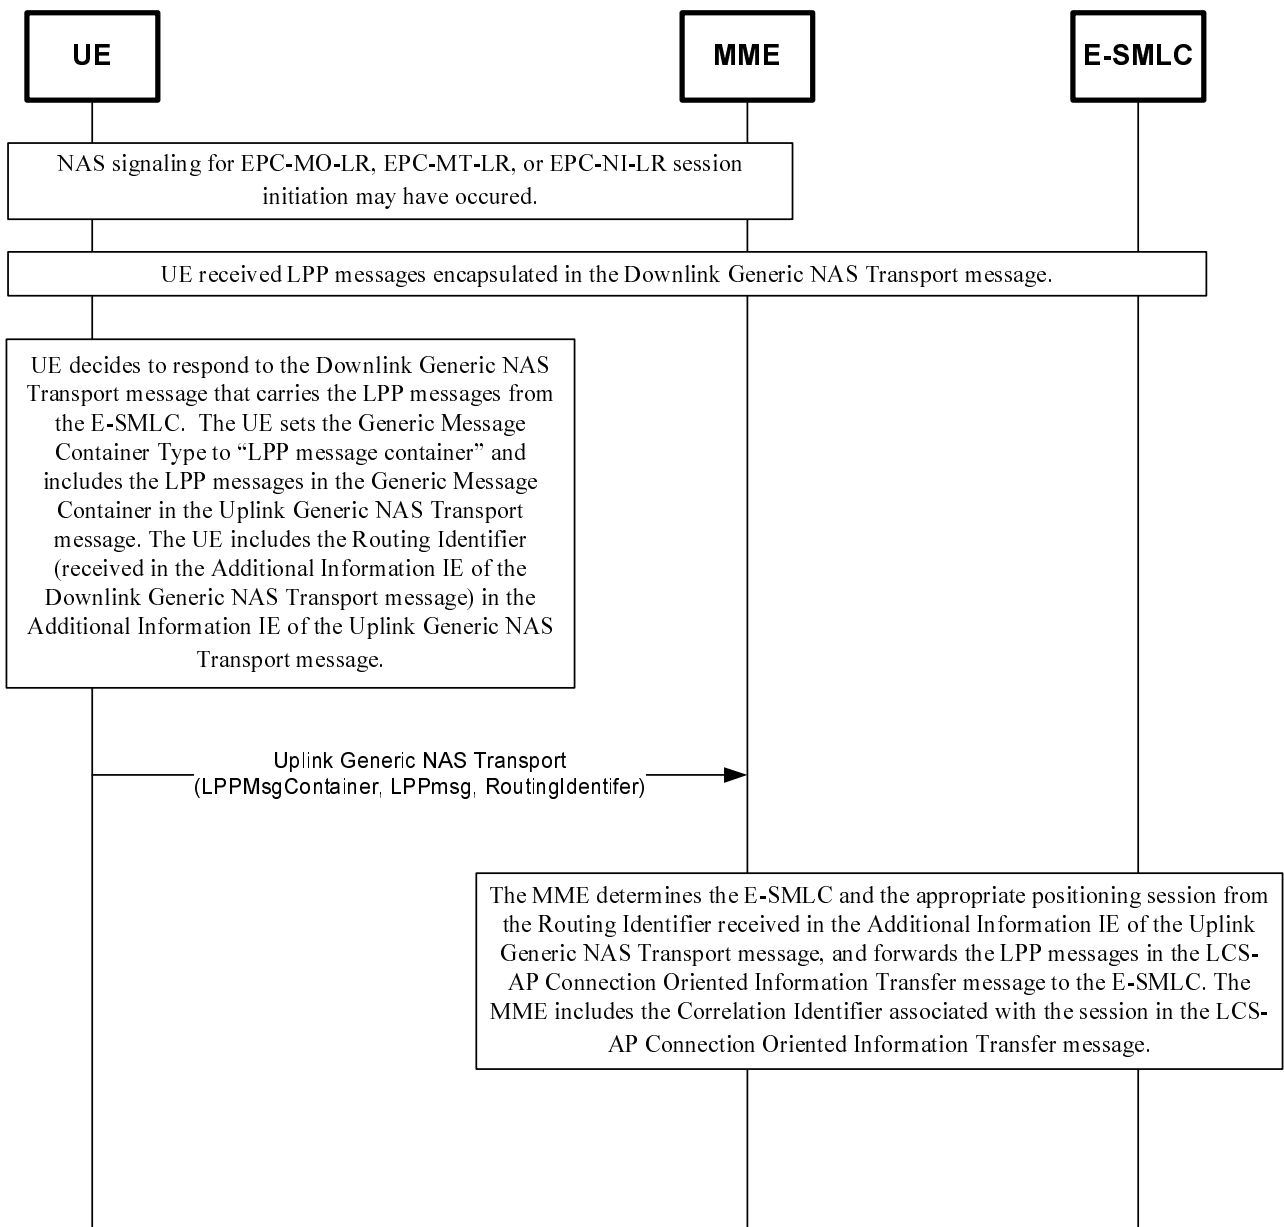 UE
MME
E-SMLC
NAS signaling for EPC-MO-LR, EPC-MT-LR, or EPC-NI-LR session
initiation may have occured.
UE received LPP messages encapsulated in the Downlink Generic NAS Transport message.
UE decides to respond to the Downlink Generic NAS
Transport message that carries the LPP messages from
the E-SMLC. The UE sets the Generic Message
Container Type to “LPP message container” and
includes the LPP messages in the Generic Message
Container in the Uplink Generic NAS Transport
message. The UE includes the Routing Identifier
(received in the Additional Information IE of the
Downlink Generic NAS Transport message) in the
Additional Information IE of the Uplink Generic NAS
Transport message.
Uplink Generic NAS Transport
(LPPMsgContainer, LPPmsg, RoutingIdentifer)
The MME determines the E-SMLC and the appropriate positioning session from
the Routing Identifier received in the Additional Information IE of the Uplink
Generic NAS Transport message, and forwards the LPP messages in the LCS-
AP Connection Oriented Information Transfer message to the E-SMLC. The
MME includes the Correlation Identifier associated with the session in the LCS-
AP Connection Oriented Information Transfer message.